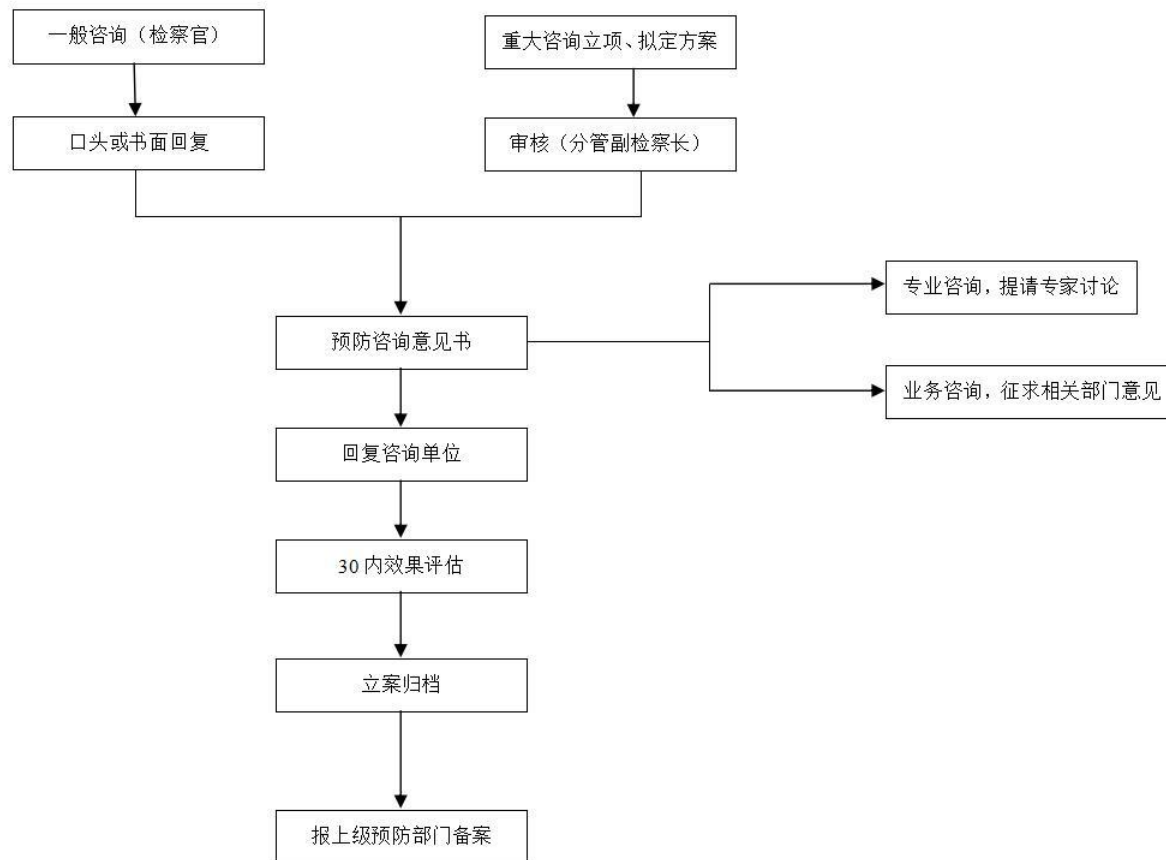 一般咨询（检察官）
重大咨询立项、拟定方案
口头或书面回复
审核（分管副检察长）
专业咨询，提请专家讨论
预防咨询意见书
业务咨询，征求相关部门意见
回复咨询单位
30内效果评估
立案归档
报上级预防部门备案